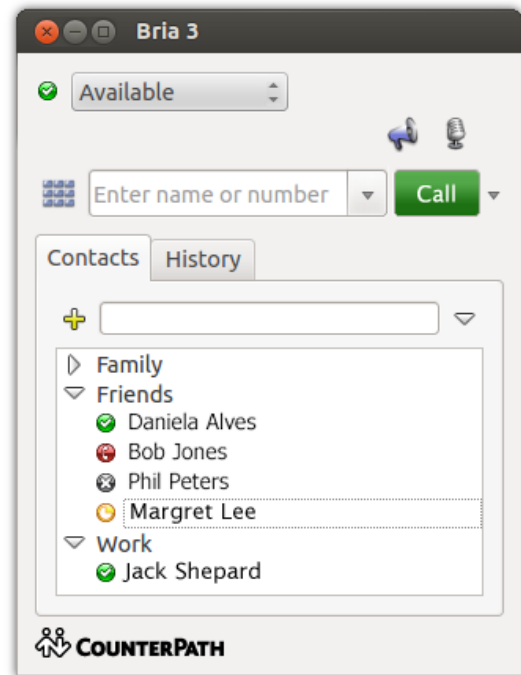 Bria 3
Available
Enter name or number
Call
Contacts
History
Family
Friends
Daniela Alves
Bob Jones
Phil Peters
Margret Lee
Work
Jack Shepard
COUNTERPATH